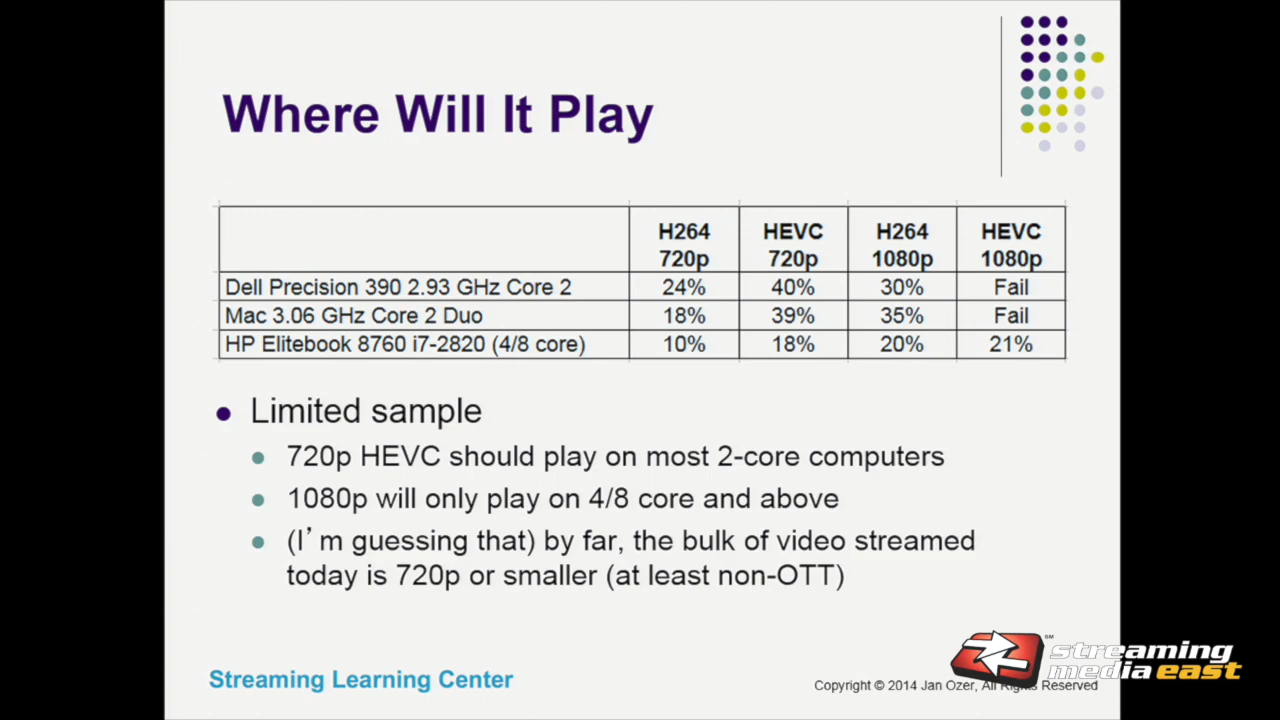 Where Will It Play
H264 720p HEVC 720p H264 1080p HEVC 1080p
Dell Precision 390 2.93 GHz Core 2 24% 40% 30% Fail
Mac 3.06 GHz Core 2 Duo 18% 39% 35% Fail
HP Elitebook 8760 i7-2820 (4/8 core) 10% 18% 20% 21%
Limited sample
720p HEVC should play on most 2-core computers
1080p will only play on 4/8 core and above
(I'm guessing that) by far, the bulk of video streamed
today is 720p or smaller (at least non-OTT)
Streaming Learning Center
Copyright © 2014 Jan Ozer, All Rights Reserved
streaming
media east
SM